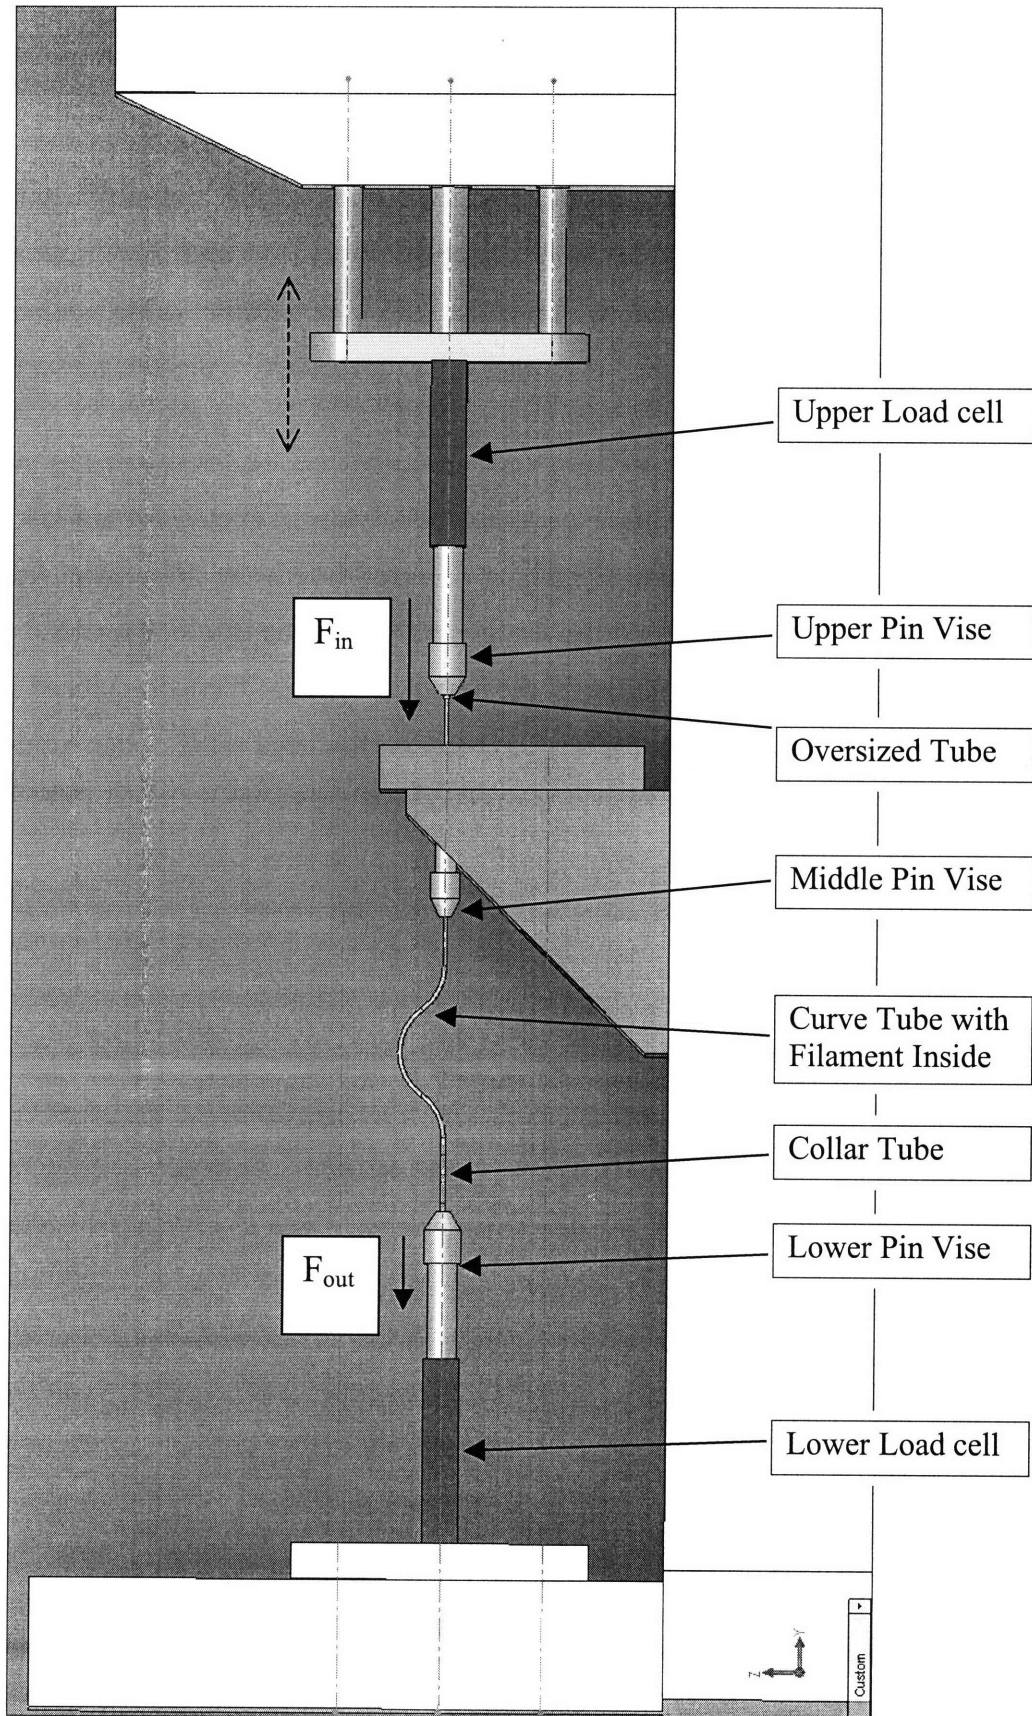 Upper Load cell
F_in
Upper Pin Vise
Oversized Tube
Middle Pin Vise
Curve Tube with
Filament Inside
Collar Tube
F_out
Lower Pin Vise
Lower Load cell
Z
Y
Custom